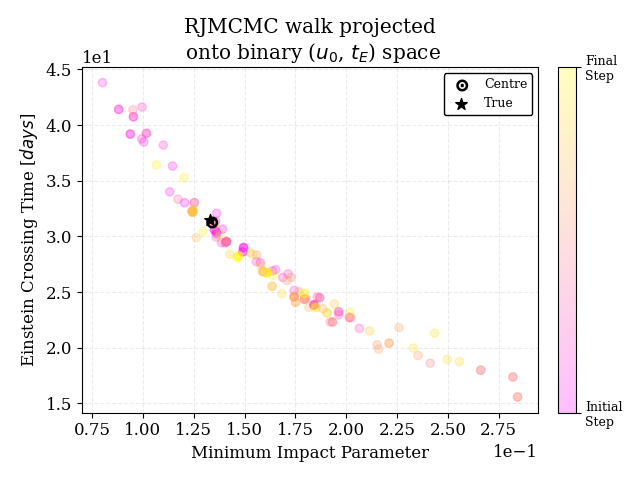 RJMCMC walk projected
onto binary (u₀, t_E) space
1e1
4.5
4.0
3.5
3.0
2.5
2.0
1.5
Einstein Crossing Time [days]
0.75 1.00 1.25 1.50 1.75 2.00 2.25 2.50 2.75
Minimum Impact Parameter
1e−1
Centre
True
Final
Step
Initial
Step